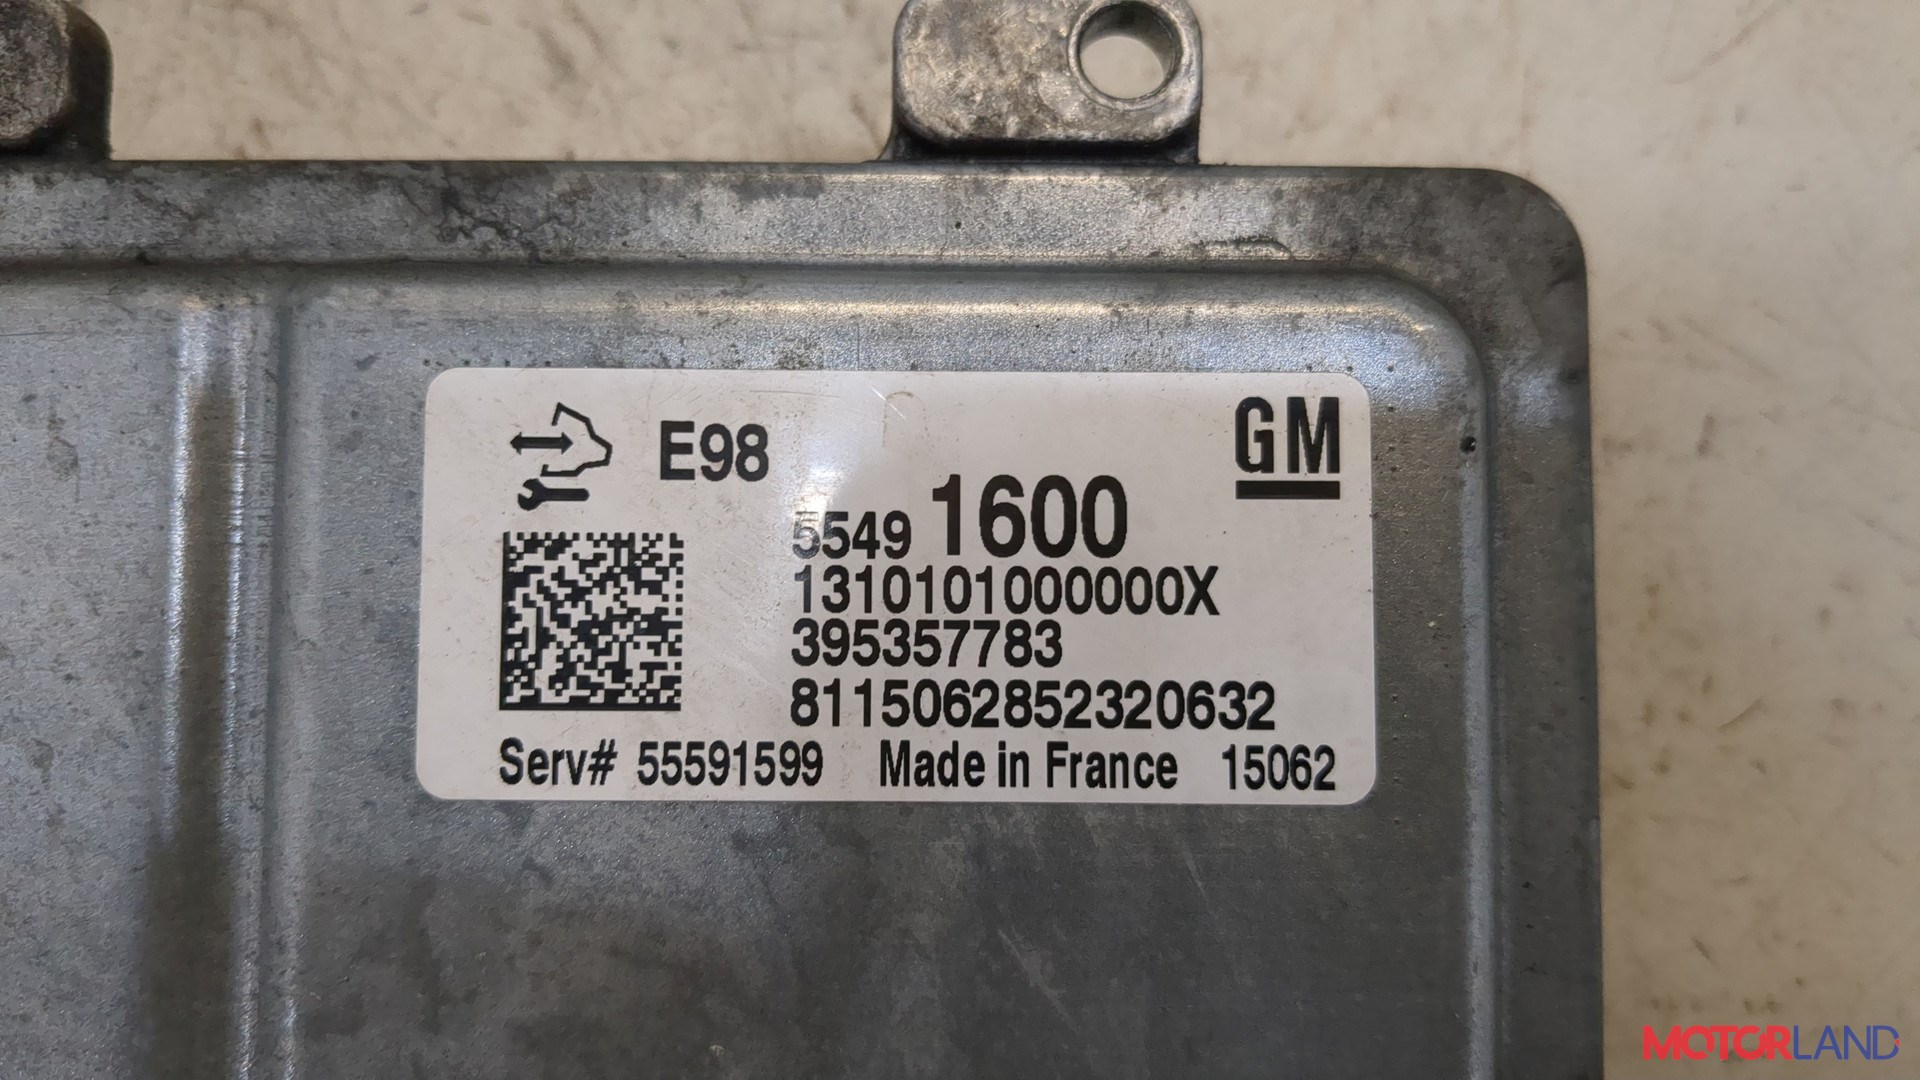 E98
GM
5549 1600
1310101000000X
395357783
8115062852320632
Serv# 55591599 Made in France 15062
MOTORLAND